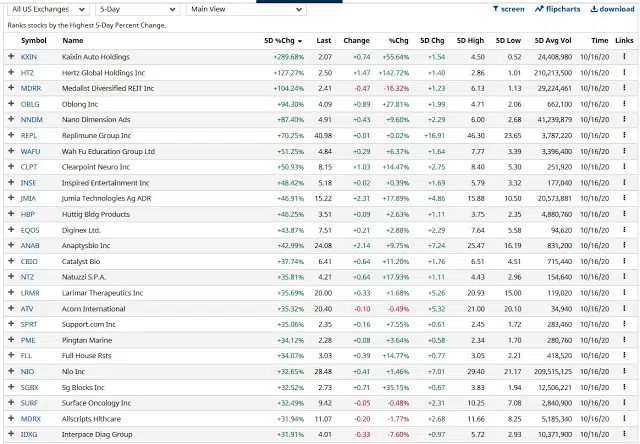 All US Exchanges 5-Day Main View screen flipcharts download
Ranks stocks by the Highest 5-Day Percent Change.
Symbol Name 5D %Chg Last Change %Chg 5D Chg 5D High 5D Low 5D Avg Vol Time Links
KXIN Kaixin Auto Holdings +289.68% 2.07 +0.74 +55.64% +1.54 4.50 0.52 24,408,980 10/16/20
HTZ Hertz Global Holdings Inc +127.27% 2.50 +1.47 +142.72% +1.40 2.86 1.01 210,213,500 10/16/20
MDRR Medalist Diversified REIT Inc +104.24% 2.41 -0.47 -16.32% +1.23 6.13 1.13 29,224,461 10/16/20
OBLG Oblong Inc +94.30% 4.09 +0.89 +27.81% +1.99 4.71 2.06 662,100 10/16/20
NNDM Nano Dimension Ads +87.40% 4.91 +0.43 +9.60% +2.29 6.00 2.68 41,239,879 10/16/20
REPL Replimune Group Inc +70.25% 40.98 +0.01 +0.02% +16.91 46.30 23.65 3,787,220 10/16/20
WAFU Wah Fu Education Group Ltd +51.25% 4.84 +0.29 +6.37% +1.64 7.77 3.39 3,396,400 10/16/20
CLPT Clearpoint Neuro Inc +50.93% 8.15 +1.03 +14.47% +2.75 8.40 5.30 251,920 10/16/20
INSE Inspired Entertainment Inc +48.42% 5.18 +0.02 +0.39% +1.69 5.79 3.32 177,040 10/16/20
JMIA Jumia Technologies Ag ADR +46.91% 15.22 +2.31 +17.89% +4.86 15.88 10.50 20,573,881 10/16/20
HBP Huttig Bldg Products +46.25% 3.51 +0.09 +2.63% +1.11 3.75 2.35 4,880,760 10/16/20
EQOS Diginex Ltd. +43.87% 7.51 +0.21 +2.88% +2.29 7.64 5.58 94,620 10/16/20
ANAB Anaptysbio Inc +42.99% 24.08 +2.14 +9.75% +7.24 25.47 16.19 831,200 10/16/20
CBIO Catalyst Bio +37.74% 6.41 +0.64 +11.20% +1.76 6.51 4.51 715,440 10/16/20
NTZ Natuzzi S.P.A. +35.81% 4.21 +0.64 +17.93% +1.11 4.43 2.96 154,640 10/16/20
LRMR Larimar Therapeutics Inc +35.69% 20.00 +0.33 +1.68% +5.26 20.93 15.00 119,020 10/16/20
ATV Acorn International +35.32% 20.40 -0.10 -0.49% +5.32 21.00 20.10 34,940 10/16/20
SPRT Support.com Inc +35.06% 2.35 +0.16 +7.55% +0.61 2.45 1.72 283,460 10/16/20
PME Pingtan Marine +34.12% 2.28 +0.08 +3.64% +0.58 2.34 1.70 280,760 10/16/20
FLL Full House Rsts +34.07% 3.03 +0.39 +14.77% +0.77 3.05 2.21 418,520 10/16/20
NIO Nio Inc +32.65% 28.48 +0.41 +1.46% +7.01 29.40 21.17 209,515,125 10/16/20
SGBX Sg Blocks Inc +32.52% 2.73 +0.71 +35.15% +0.67 3.83 1.94 12,506,221 10/16/20
SURF Surface Oncology Inc +32.49% 9.42 -0.05 -0.48% +2.31 10.25 7.08 2,840,900 10/16/20
MDRX Allscripts Hlthcare +31.94% 11.07 -0.20 -1.77% +2.68 11.66 8.25 5,185,340 10/16/20
IDXG Interpace Diag Group +31.91% 4.01 -0.33 -7.60% +0.97 5.72 2.93 10,371,900 10/16/20